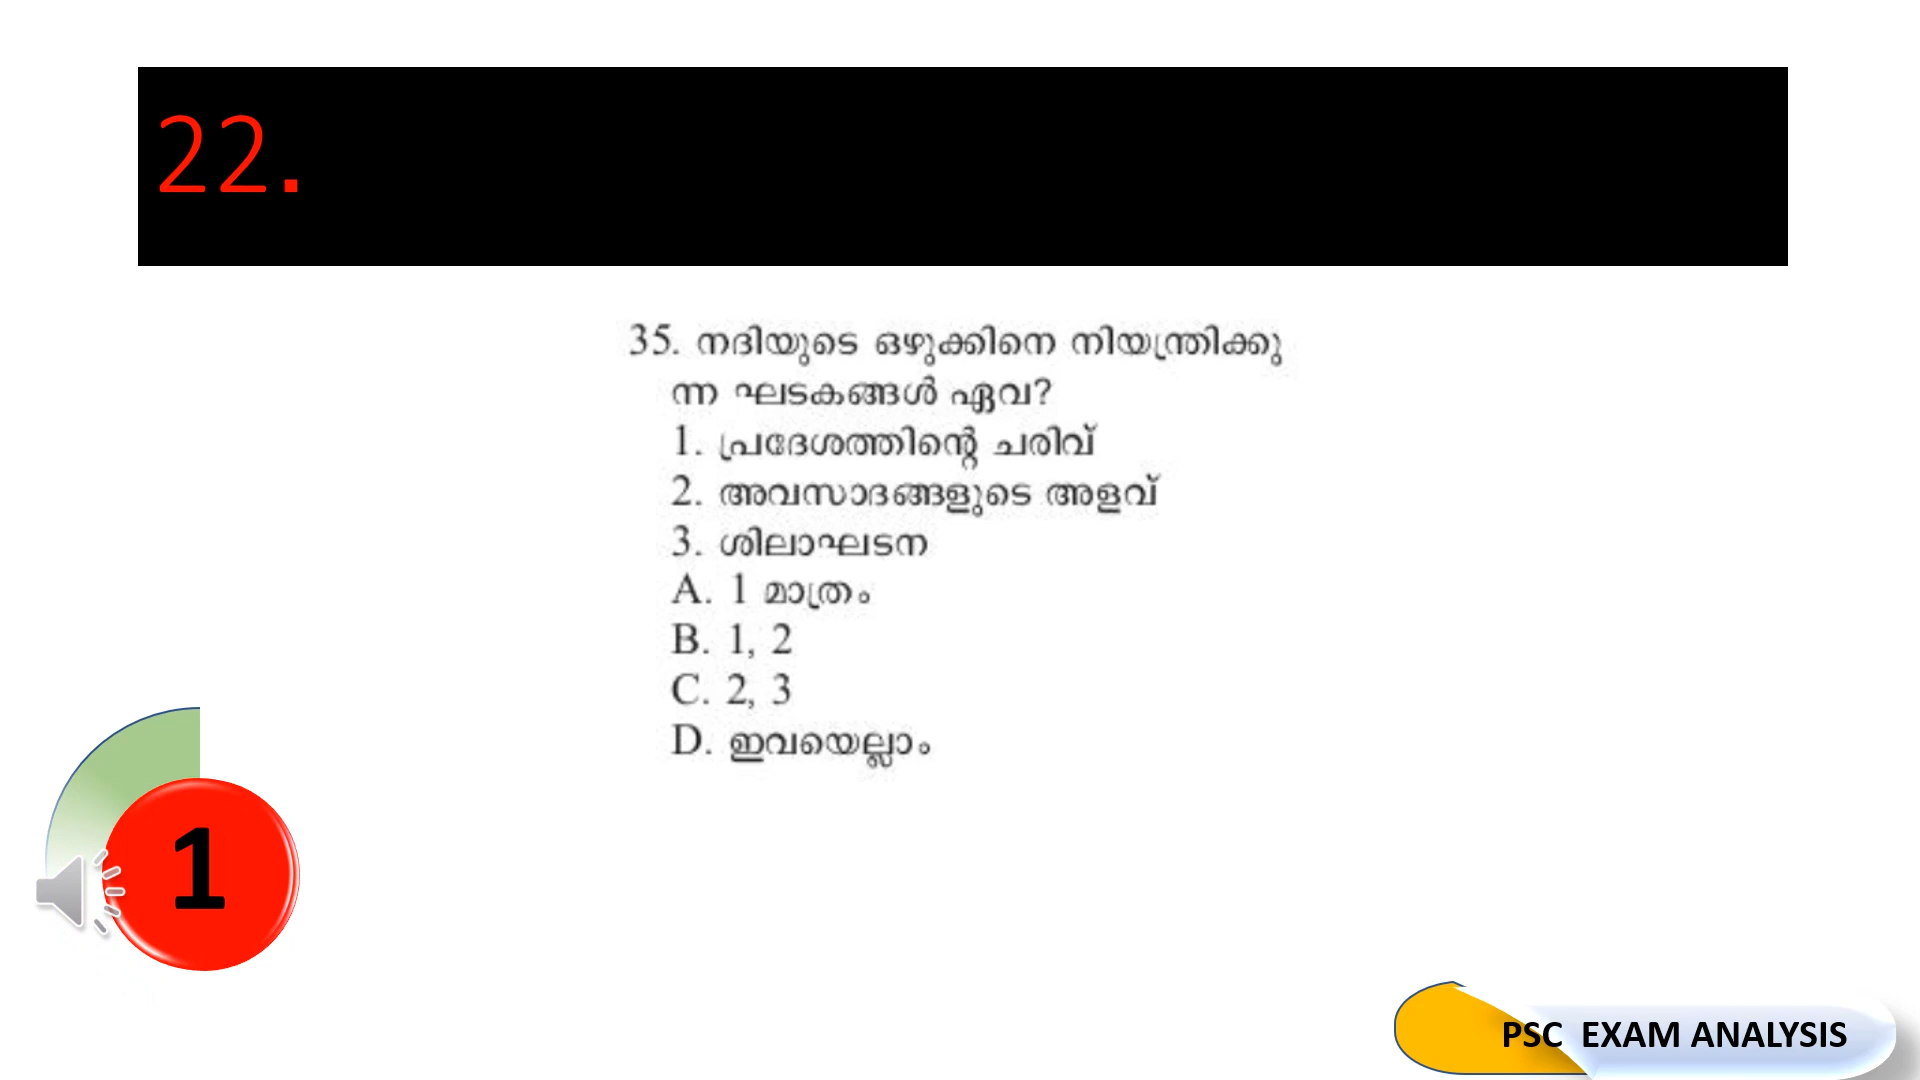 22.
35. നദിയുടെ ഒഴുക്കിനെ നിയന്ത്രിക്കു
ന്ന ഘടകങ്ങൾ ഏവ?
1. പ്രദേശത്തിന്റെ ചരിവ്
2. അവസാദങ്ങളുടെ അളവ്
3. ശിലാഘടന
A. 1 മാത്രം
B. 1, 2
C. 2, 3
D. ഇവയെല്ലാം
1
PSC EXAM ANALYSIS